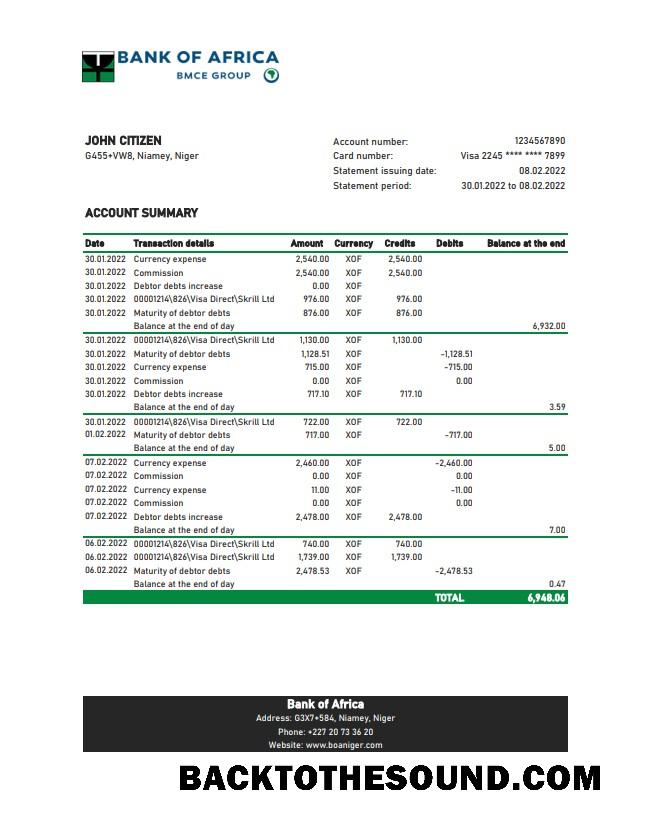 BANK OF AFRICA
BMCE GROUP
JOHN CITIZEN
G455+VW8, Niamey, Niger
Account number: 1234567890
Card number: Visa 2245 **** **** 7899
Statement issuing date: 08.02.2022
Statement period: 30.01.2022 to 08.02.2022
ACCOUNT SUMMARY
Date Transaction details Amount Currency Credits Debits Balance at the end
30.01.2022 Currency expense 2,540.00 XOF 2,540.00
30.01.2022 Commission 2,540.00 XOF 2,540.00
30.01.2022 Debtor debts increase 0.00 XOF
30.01.2022 00001214\826\Visa Direct\Skrill Ltd 976.00 XOF 976.00
30.01.2022 Maturity of debtor debts 876.00 XOF 876.00
Balance at the end of day 6,932.00
30.01.2022 00001214\826\Visa Direct\Skrill Ltd 1,130.00 XOF 1,130.00
30.01.2022 Maturity of debtor debts 1,128.51 XOF -1,128.51
30.01.2022 Currency expense 715.00 XOF -715.00
30.01.2022 Commission 0.00 XOF 0.00
30.01.2022 Debtor debts increase 717.10 XOF 717.10
Balance at the end of day 3.59
30.01.2022 00001214\826\Visa Direct\Skrill Ltd 722.00 XOF 722.00
01.02.2022 Maturity of debtor debts 717.00 XOF -717.00
Balance at the end of day 5.00
07.02.2022 Currency expense 2,460.00 XOF -2,460.00
07.02.2022 Commission 0.00 XOF 0.00
07.02.2022 Currency expense 11.00 XOF -11.00
07.02.2022 Commission 0.00 XOF 0.00
07.02.2022 Debtor debts increase 2,478.00 XOF 2,478.00
Balance at the end of day 7.00
06.02.2022 00001214\826\Visa Direct\Skrill Ltd 740.00 XOF 740.00
06.02.2022 00001214\826\Visa Direct\Skrill Ltd 1,739.00 XOF 1,739.00
06.02.2022 Maturity of debtor debts 2,478.53 XOF -2,478.53
Balance at the end of day 0.47
TOTAL 6,948.06
Bank of Africa
Address: G3X7+584, Niamey, Niger
Phone: +227 20 73 36 20
Website: www.boaniger.com
BACKTOTHESOUND.COM